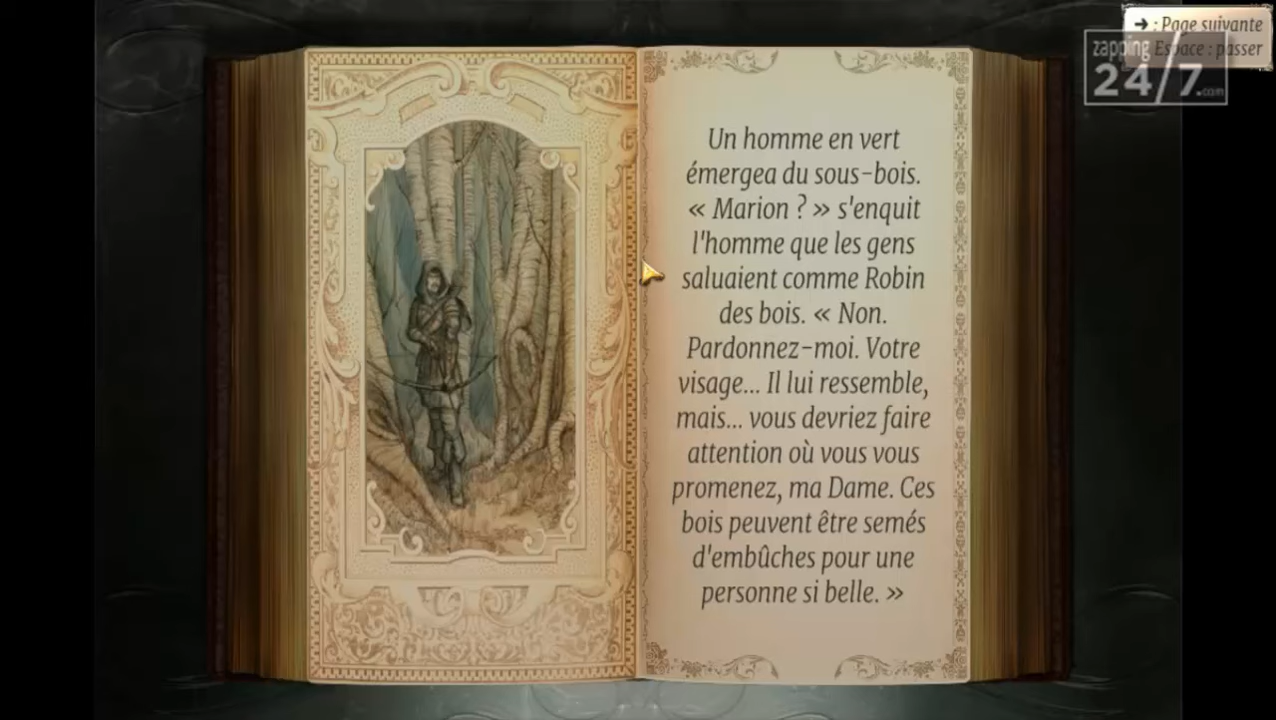 ➔ : Page suivante
Espace : passer
zapping
24/7.com
Un homme en vert
émergea du sous-bois.
« Marion ? » s'enquit
l'homme que les gens
saluaient comme Robin
des bois. « Non.
Pardonnez-moi. Votre
visage... Il lui ressemble,
mais... vous devriez faire
attention où vous vous
promenez, ma Dame. Ces
bois peuvent être semés
d'embûches pour une
personne si belle. »